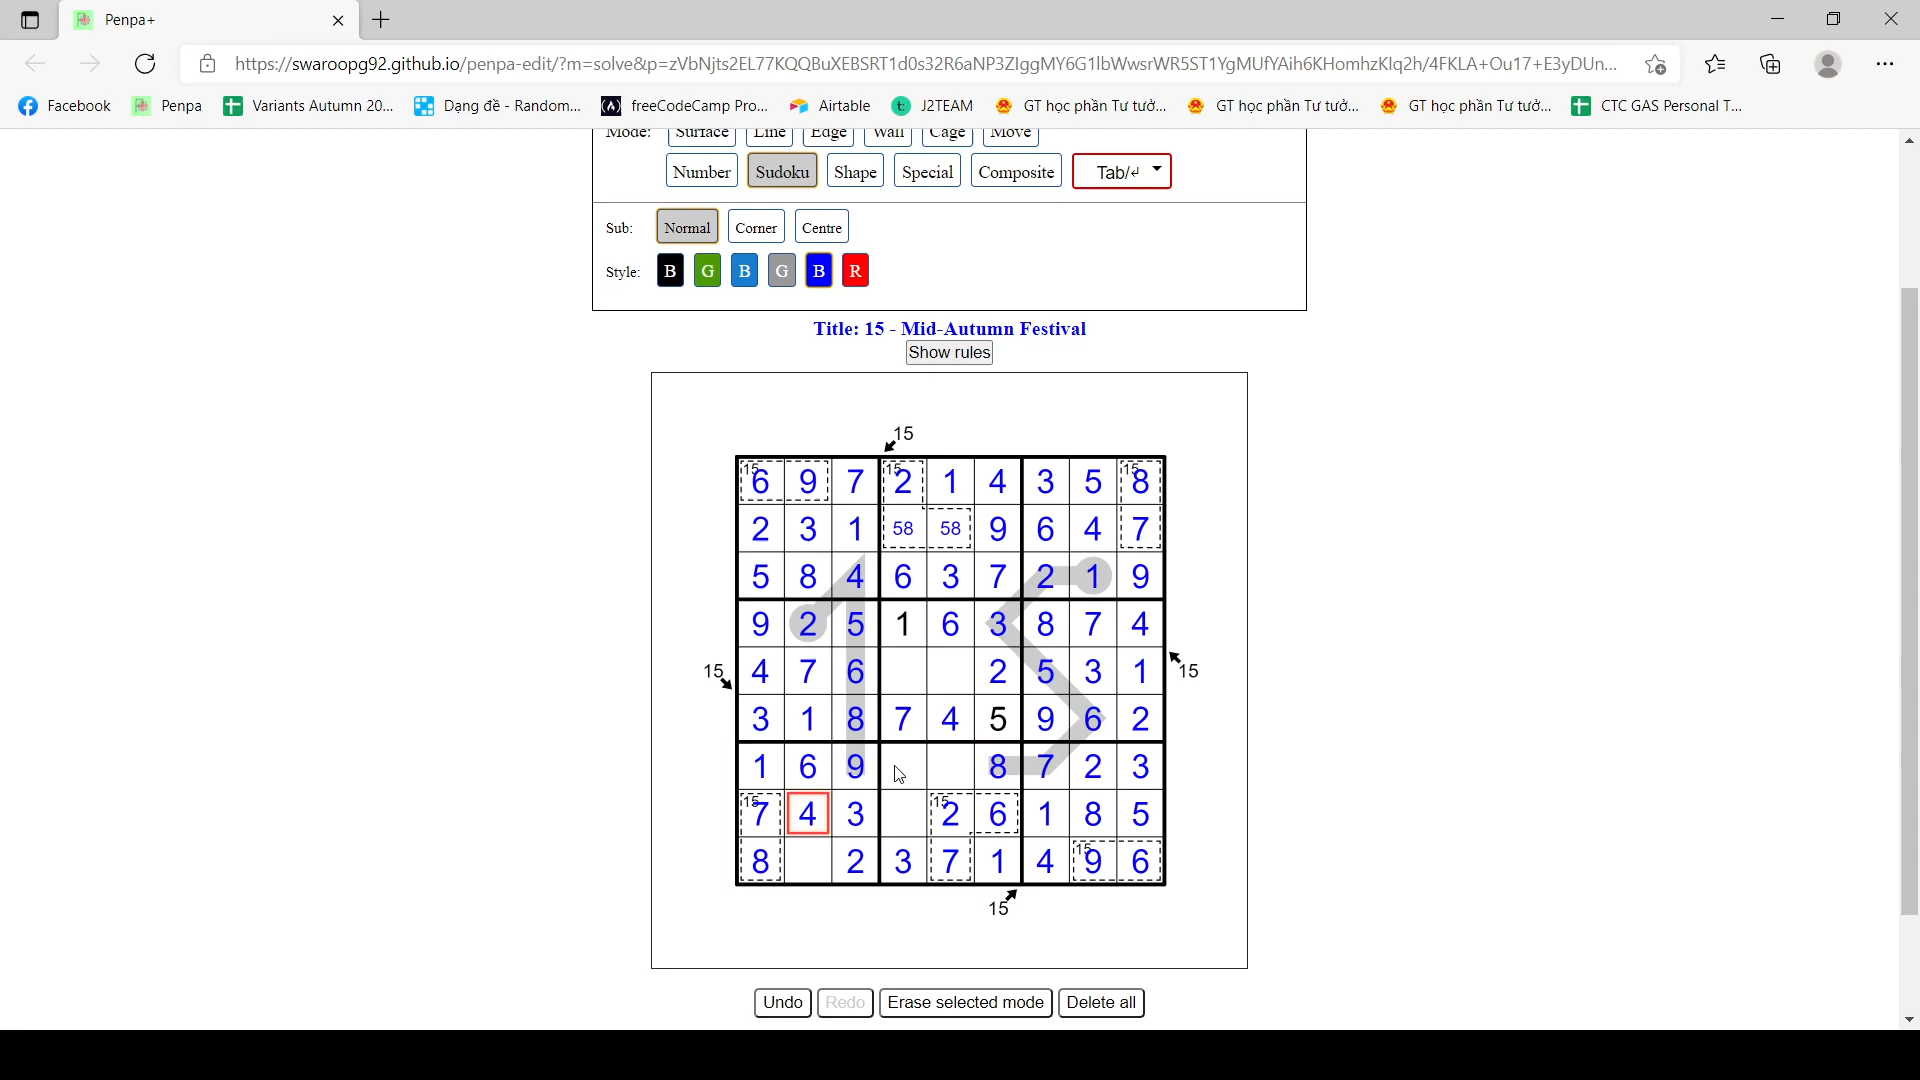 Penpa+
https://swaroopg92.github.io/penpa-edit/?m=solve&p=zVbNjts2EL77KQQBuXEBSRT1d0s32R6aNP3ZIggMY6G1lbWwsrWR5ST1YgMUfYAih6KHomhzKIq2h/4FKLA+Ou17+E3yDUn...
Facebook Penpa Variants Autumn 20... Dạng đề - Random... freeCodeCamp Pro... Airtable J2TEAM GT học phần Tư tưở... GT học phần Tư tưở... GT học phần Tư tưở... CTC GAS Personal T...
Mode: Surface Line Edge Wall Cage Move
Number Sudoku Shape Special Composite Tab/↲
Sub: Normal Corner Centre
Style: B G B G B R
Title: 15 - Mid-Autumn Festival
Show rules
15
15 15 15
6 9 7 2 1 4 3 5 8
2 3 1 58 58 9 6 4 7
5 8 4 6 3 7 2 1 9
9 2 5 1 6 3 8 7 4
15 4 7 6 2 5 3 1 15
3 1 8 7 4 5 9 6 2
1 6 9 8 7 2 3
15 15
7 4 3 2 6 1 8 5
15
8 2 3 7 1 4 9 6
15
Undo Redo Erase selected mode Delete all